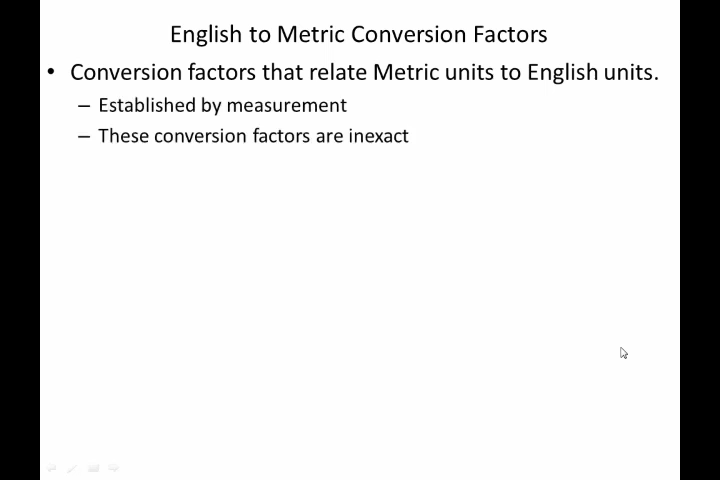 English to Metric Conversion Factors
• Conversion factors that relate Metric units to English units.
– Established by measurement
– These conversion factors are inexact